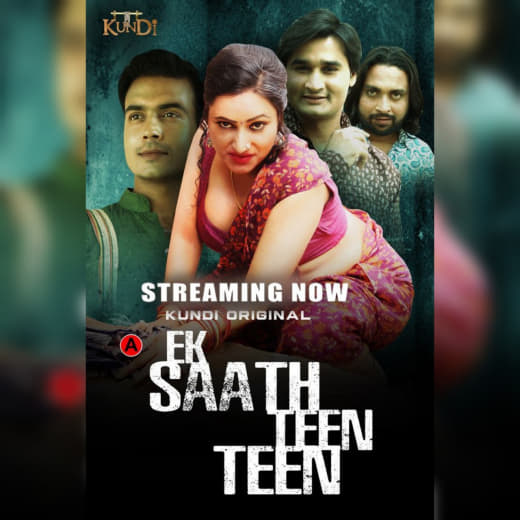 KUNDI
STREAMING NOW
KUNDI ORIGINAL
A
EK
SAATH
TEEN
TEEN